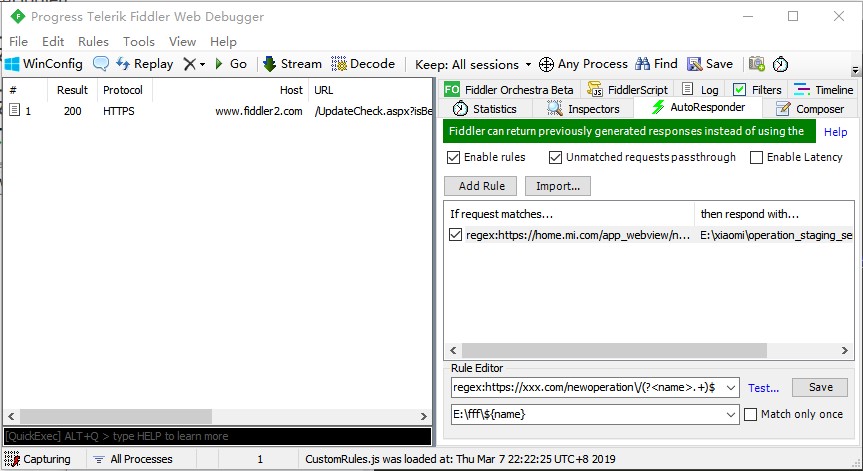 Progress Telerik Fiddler Web Debugger
File Edit Rules Tools View Help
WinConfig Replay Go Stream Decode Keep: All sessions Any Process Find Save
# Result Protocol Host URL
1 200 HTTPS www.fiddler2.com /UpdateCheck.aspx?isBe
FO Fiddler Orchestra Beta FiddlerScript Log Filters Timeline
Statistics Inspectors AutoResponder Composer
Fiddler can return previously generated responses instead of using the Help
Enable rules Unmatched requests passthrough Enable Latency
Add Rule Import...
If request matches... then respond with...
regex:https://home.mi.com/app_webview/n... E:\xiaomi\operation_staging_se
Rule Editor
regex:https://xxx.com/newoperation\/(?<name>.+)$ Test... Save
E:\fff\${name} Match only once
[QuickExec] ALT+Q > type HELP to learn more
Capturing All Processes 1 CustomRules.js was loaded at: Thu Mar 7 22:22:25 UTC+8 2019